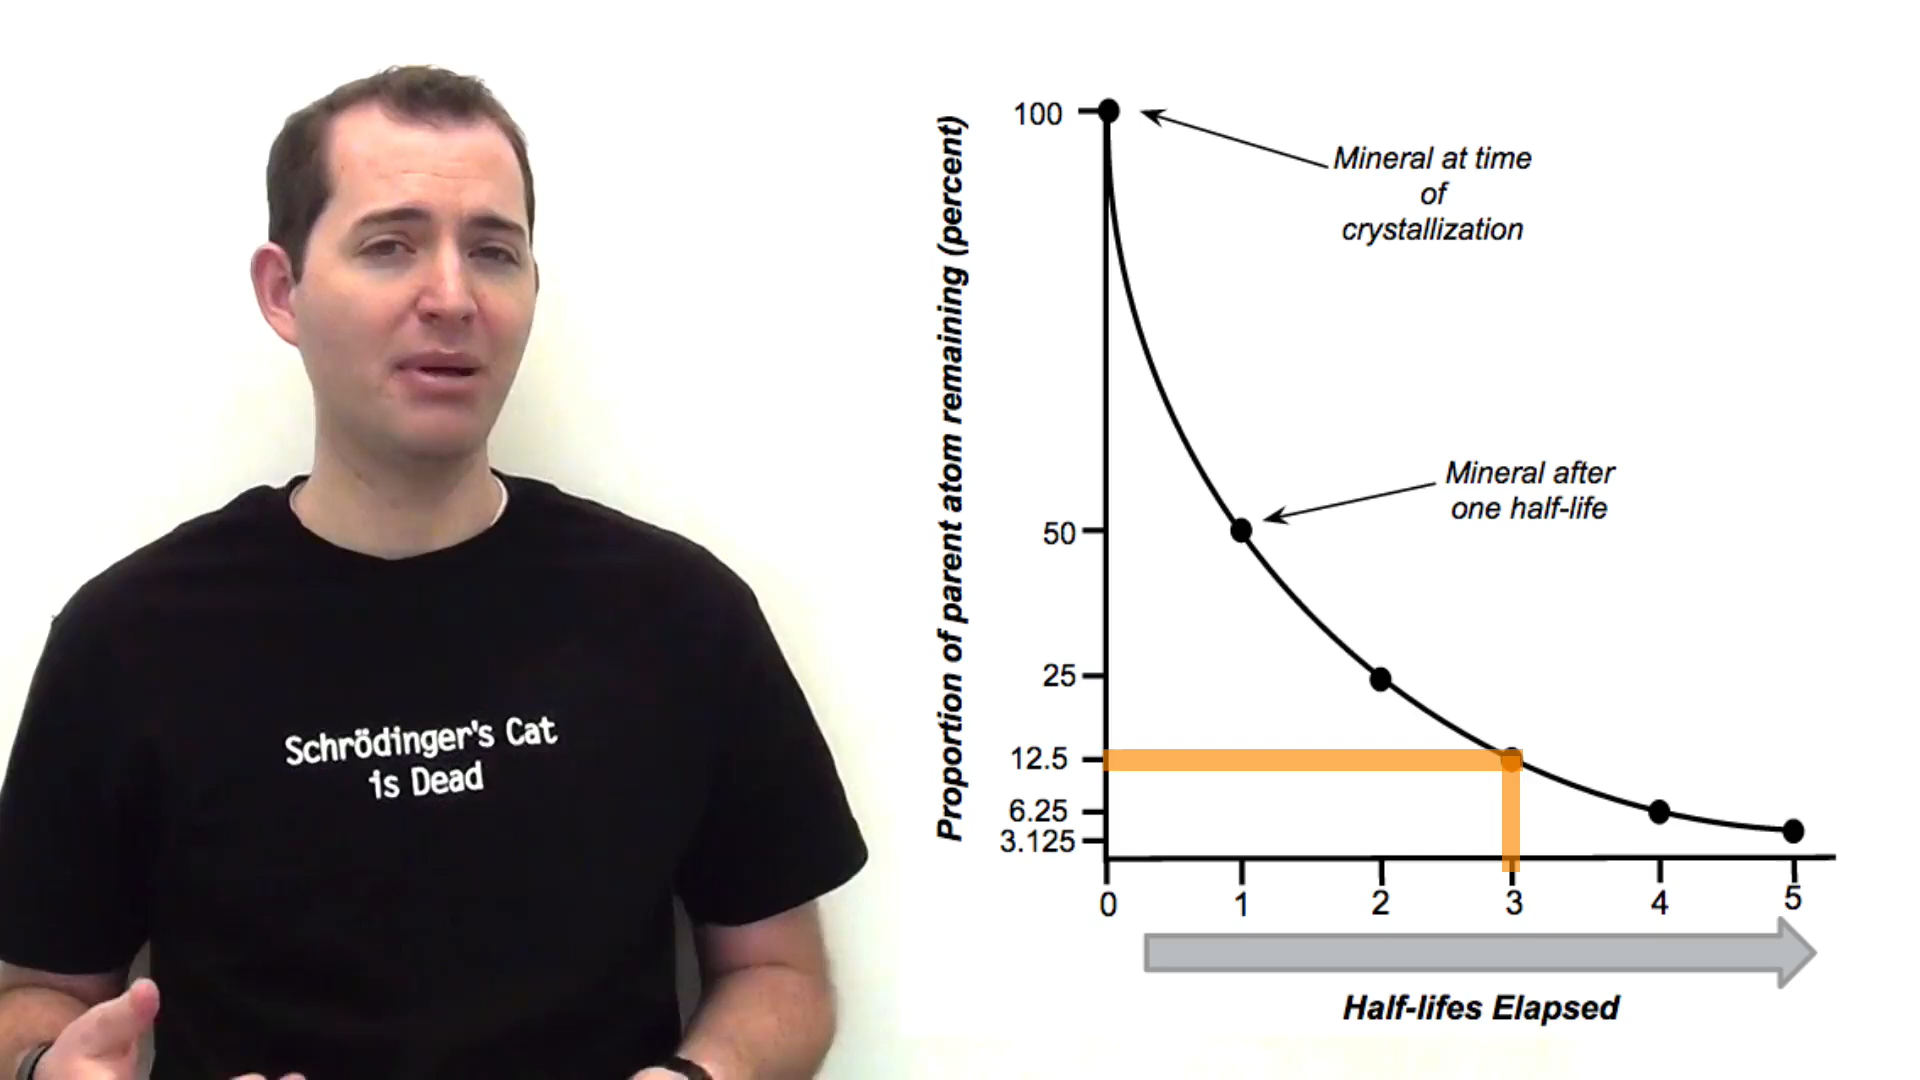 Schrödinger's Cat
is Dead
Proportion of parent atom remaining (percent)
100
50
25
12.5
6.25
3.125
Mineral at time
of
crystallization
Mineral after
one half-life
0 1 2 3 4 5
Half-lifes Elapsed